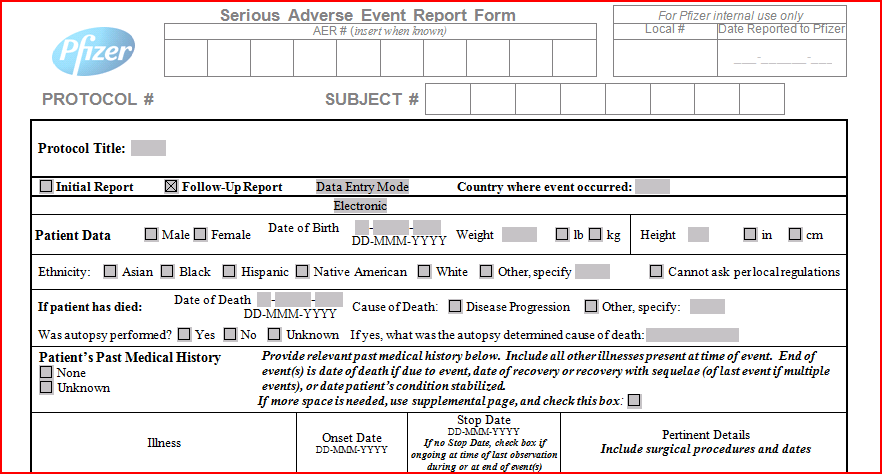 Serious Adverse Event Report Form
For Pfizer internal use only
AER # (insert when known)
Local #
Date Reported to Pfizer
Pfizer
___-______-___
PROTOCOL #
SUBJECT #
Protocol Title:
Initial Report Follow-Up Report Data Entry Mode Country where event occurred:
Electronic
Patient Data Male Female Date of Birth - - Weight lb kg Height in cm
DD-MMM-YYYY
Ethnicity: Asian Black Hispanic Native American White Other, specify Cannot ask per local regulations
If patient has died: Date of Death - - Cause of Death: Disease Progression Other, specify:
DD-MMM-YYYY
Was autopsy performed? Yes No Unknown If yes, what was the autopsy determined cause of death:
Patient's Past Medical History
None
Unknown
Provide relevant past medical history below. Include all other illnesses present at time of event. End of
event(s) is date of death if due to event, date of recovery or recovery with sequelae (of last event if multiple
events), or date patient's condition stabilized.
If more space is needed, use supplemental page, and check this box:
Illness
Onset Date
DD-MMM-YYYY
Stop Date
DD-MMM-YYYY
If no Stop Date, check box if
ongoing at time of last observation
during or at end of event(s)
Pertinent Details
Include surgical procedures and dates